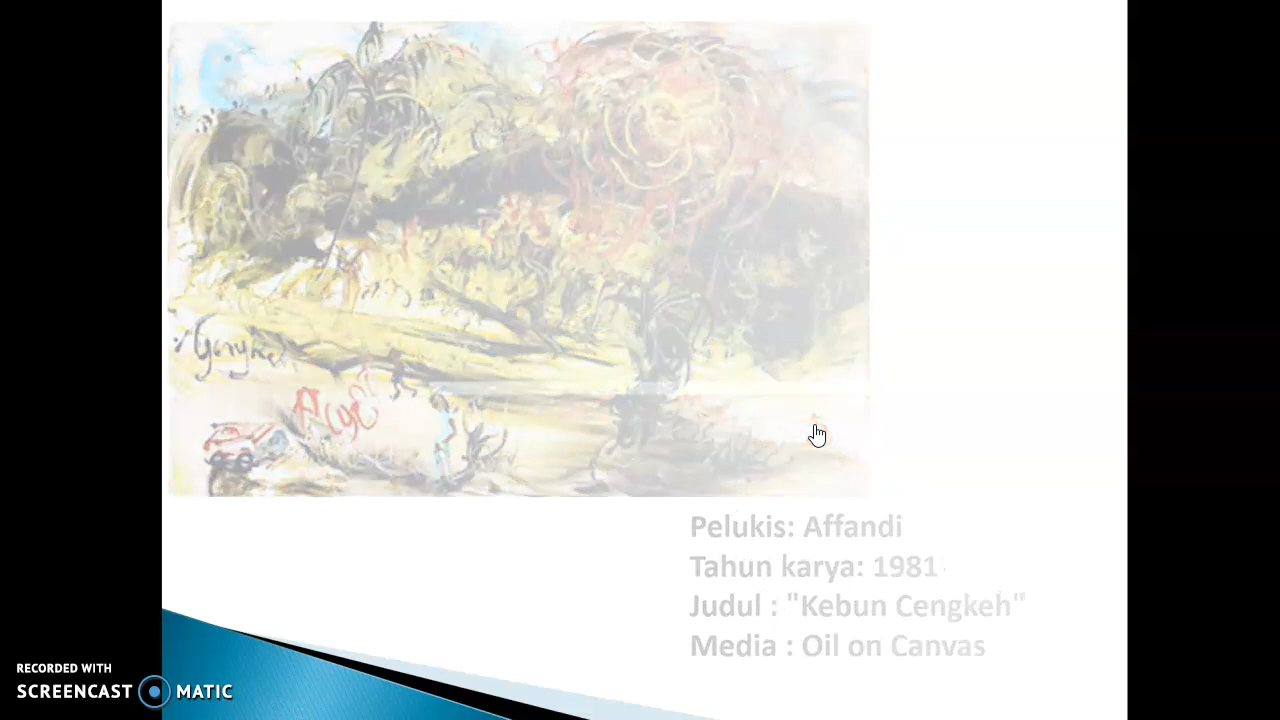 Pelukis: Affandi
Tahun karya: 1981
Judul : "Kebun Cengkeh"
Media : Oil on Canvas
RECORDED WITH
SCREENCAST MATIC